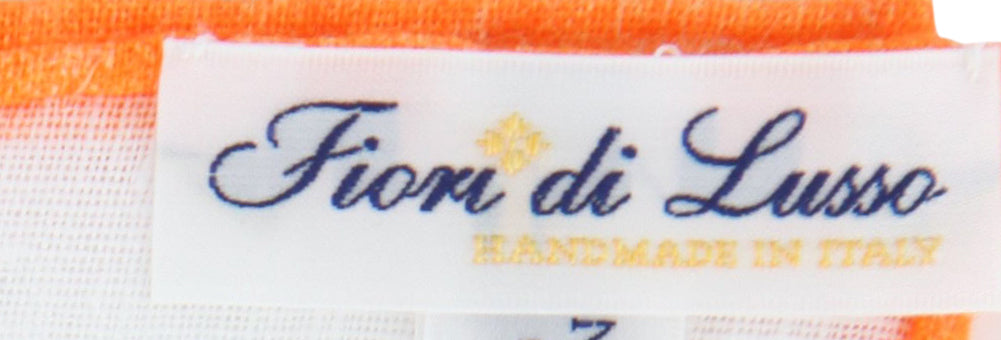 Fiori di Lusso
HANDMADE IN ITALY